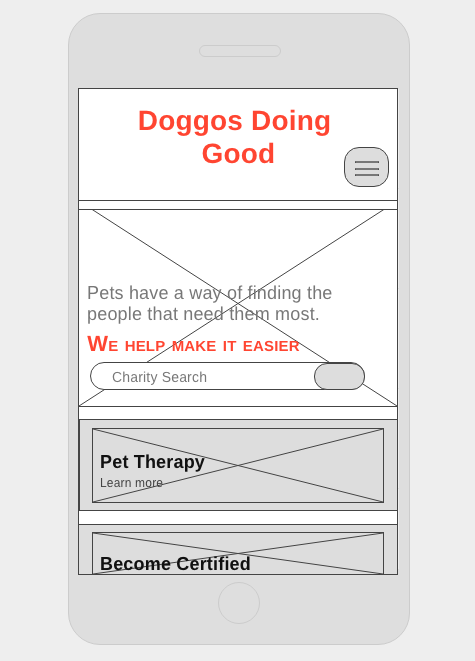 Doggos Doing
Good
Pets have a way of finding the
people that need them most.
We help make it easier
Charity Search
Pet Therapy
Learn more
Become Certified